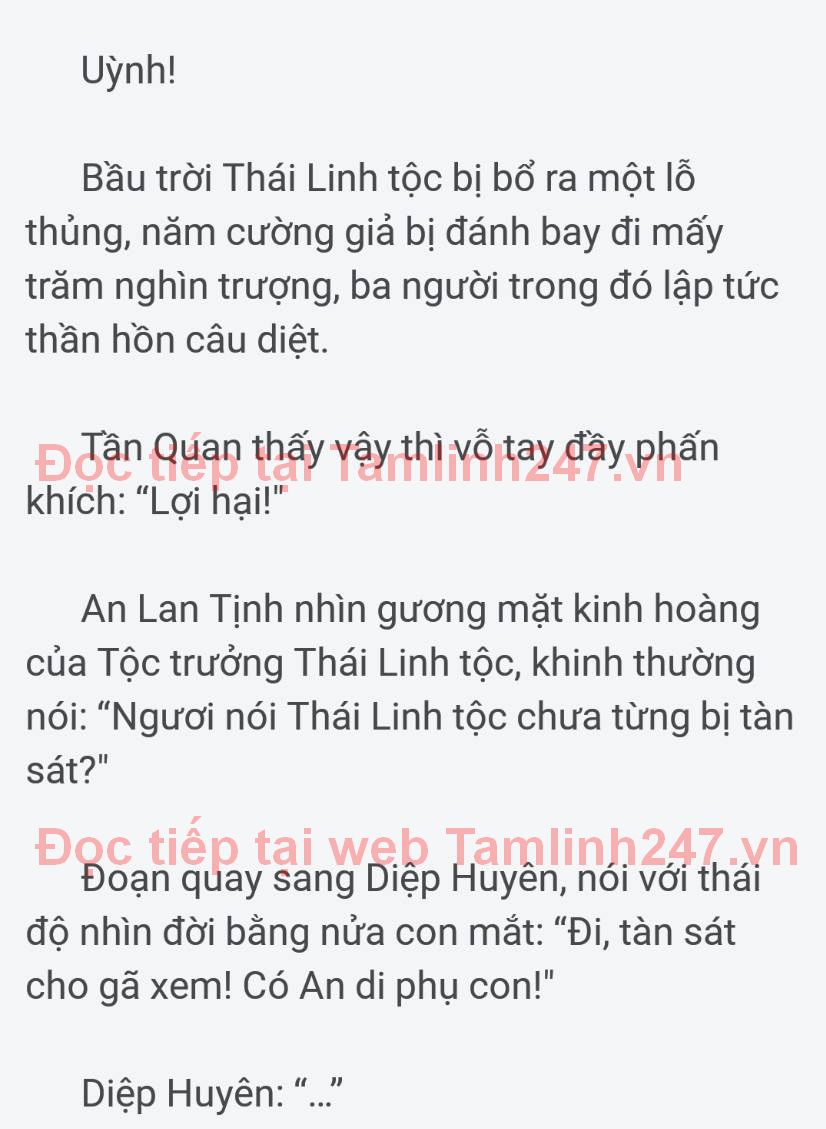 Uỳnh!
Bầu trời Thái Linh tộc bị bổ ra một lỗ
thủng, năm cường giả bị đánh bay đi mấy
trăm nghìn trượng, ba người trong đó lập tức
thần hồn câu diệt.
Tần Quan thấy vậy thì vỗ tay đầy phấn
Đọc tiếp tại Tamlinh247.vn
khích: “Lợi hại!"
An Lan Tịnh nhìn gương mặt kinh hoàng
của Tộc trưởng Thái Linh tộc, khinh thường
nói: “Ngươi nói Thái Linh tộc chưa từng bị tàn
sát?"
Đọc tiếp tại web Tamlinh247.vn
Đoạn quay sang Diệp Huyên, nói với thái
độ nhìn đời bằng nửa con mắt: “Đi, tàn sát
cho gã xem! Có An di phụ con!"
Diệp Huyên: “...”